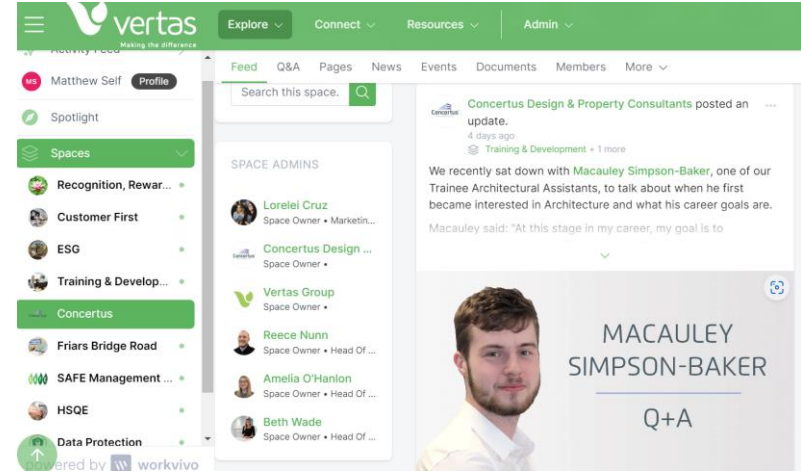 vertas
Making the difference
Explore
Connect
Resources
Admin
Activity Feed
MS
Matthew Self
Profile
Spotlight
Spaces
Recognition, Rewar...
Customer First
ESG
Training & Develop...
Concertus
Friars Bridge Road
SAFE Management ...
HSQE
Data Protection
powered by workvivo
Feed
Q&A
Pages
News
Events
Documents
Members
More
Search this space.
SPACE ADMINS
Lorelei Cruz
Space Owner • Marketin...
Concertus Design ...
Space Owner •
Vertas Group
Space Owner •
Reece Nunn
Space Owner • Head Of ...
Amelia O'Hanlon
Space Owner • Head Of ...
Beth Wade
Space Owner • Head Of ...
Concertus
Concertus Design & Property Consultants posted an
update.
4 days ago
Training & Development + 1 more
We recently sat down with Macauley Simpson-Baker, one of our
Trainee Architectural Assistants, to talk about when he first
became interested in Architecture and what his career goals are.
Macauley said: "At this stage in my career, my goal is to
MACAULEY
SIMPSON-BAKER
Q+A